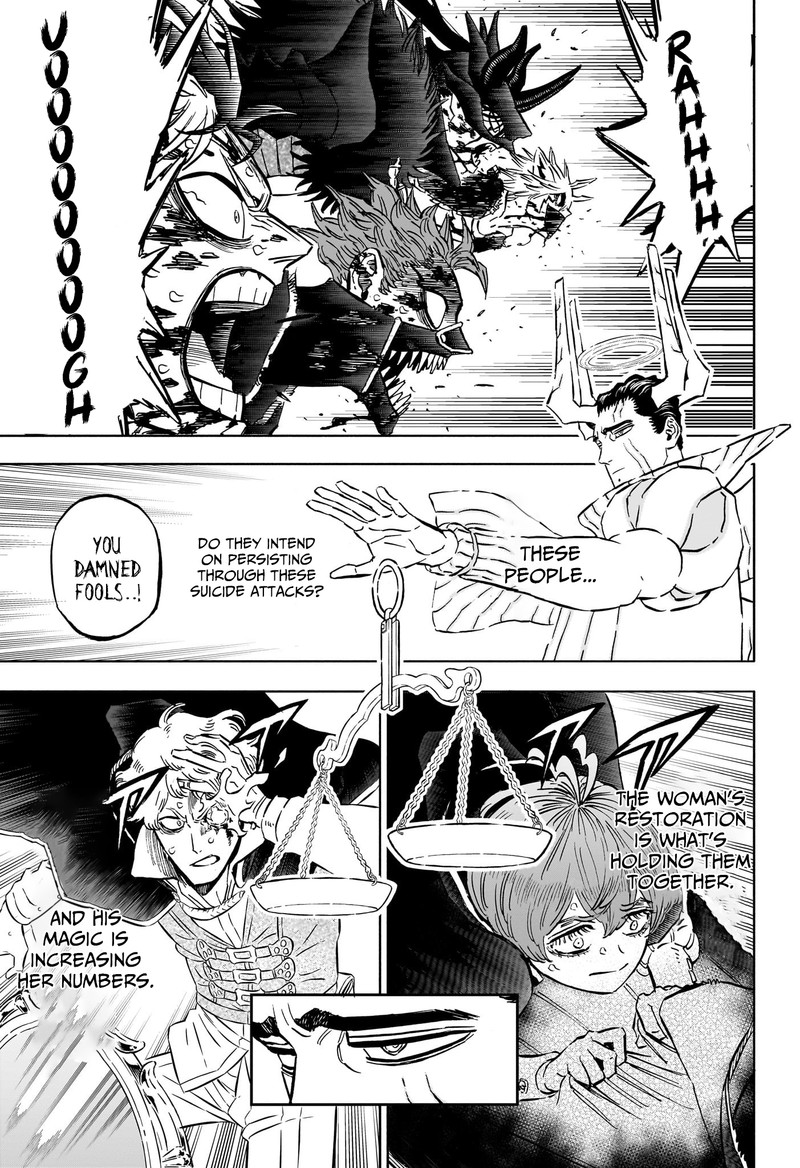 RAHHHH
VOOOOOOOOGH
THESE
PEOPLE...
DO THEY INTEND
ON PERSISTING
THROUGH THESE
SUICIDE ATTACKS?
YOU
DAMNED
FOOLS..!
THE WOMAN'S
RESTORATION
IS WHAT'S
HOLDING THEM
TOGETHER.
AND HIS
MAGIC IS
INCREASING
HER NUMBERS.